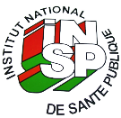 INSTITUT NATIONAL
INSP
DE SANTE PUBLIQUE